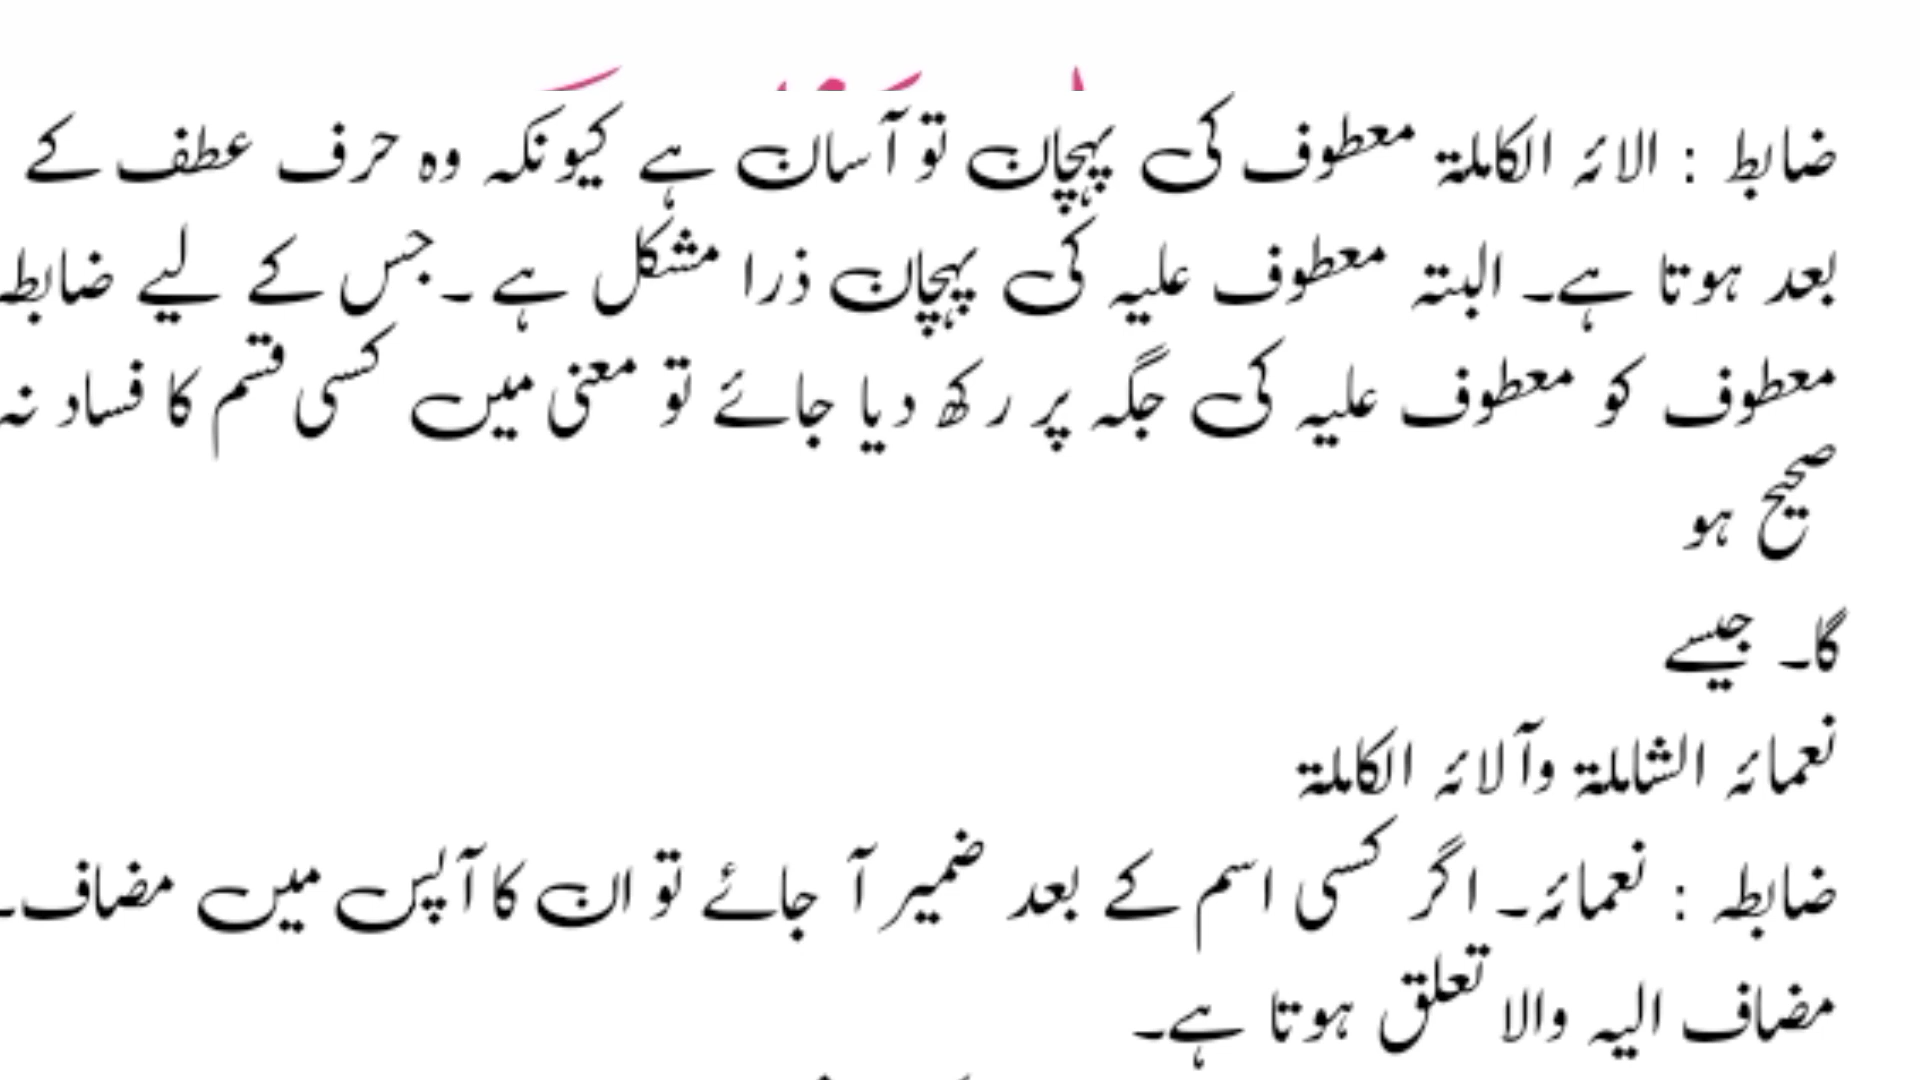 ضابط : الائہ الکاملۃ معطوف کی پہچان تو آسان ہے کیونکہ وہ حرف عطف کے
بعد ہوتا ہے۔ البتہ معطوف علیہ کی پہچان ذرا مشکل ہے ۔جس کے لیے ضابطہ
معطوف کو معطوف علیہ کی جگہ پر رکھ دیا جائے تو معنی میں کسی قسم کا فساد نہ
صحیح ہو
گا۔ جیسے
نعمائہ الشاملۃ وآلائہ الکاملۃ
ضابطہ : نعمائہ۔ اگر کسی اسم کے بعد ضمیر آ جائے تو ان کا آپس میں مضاف۔
مضاف الیہ والا تعلق ہوتا ہے۔